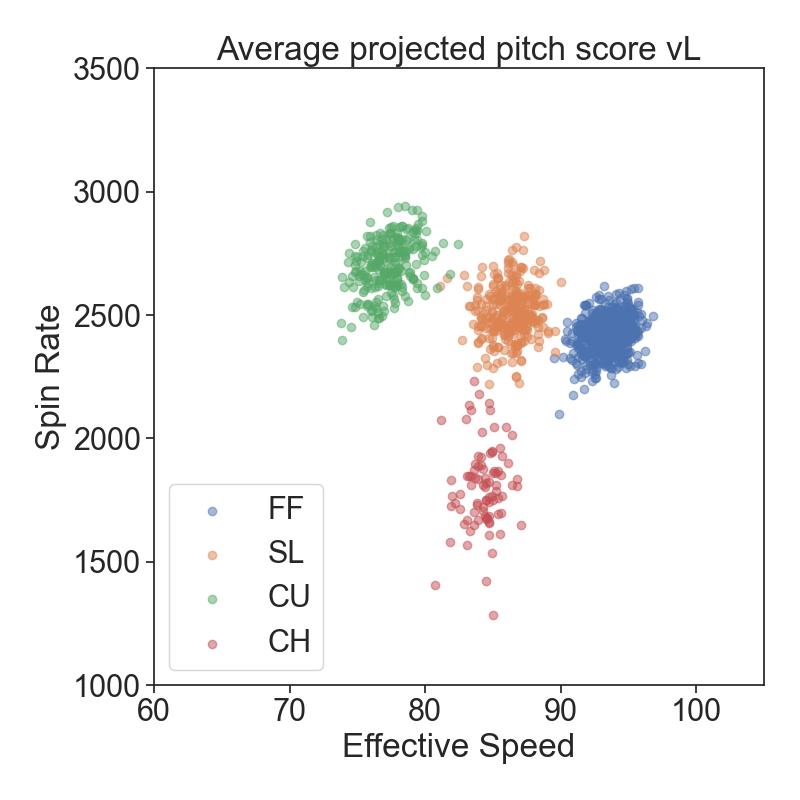 Average projected pitch score vL
3500
3000
2500
2000
1500
1000
Spin Rate
FF
SL
CU
CH
60 70 80 90 100
Effective Speed